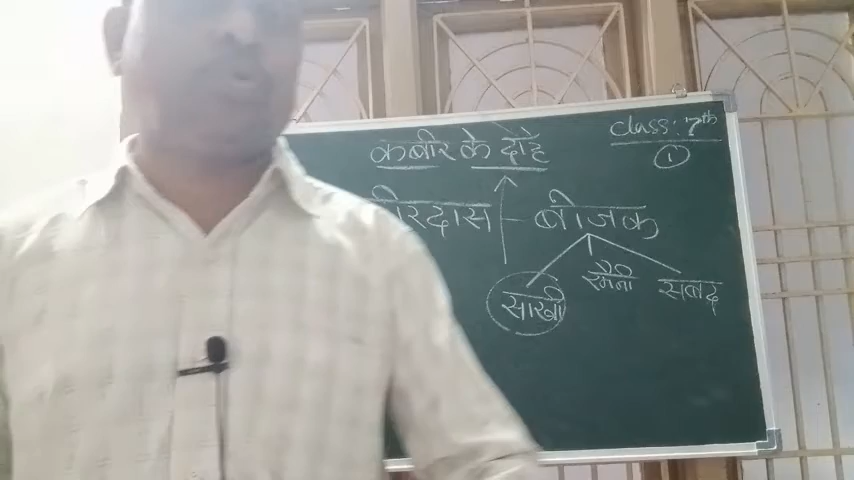 कबीर के दोहे
class: 7th
1
बीजक
साखी रमैनी सबद